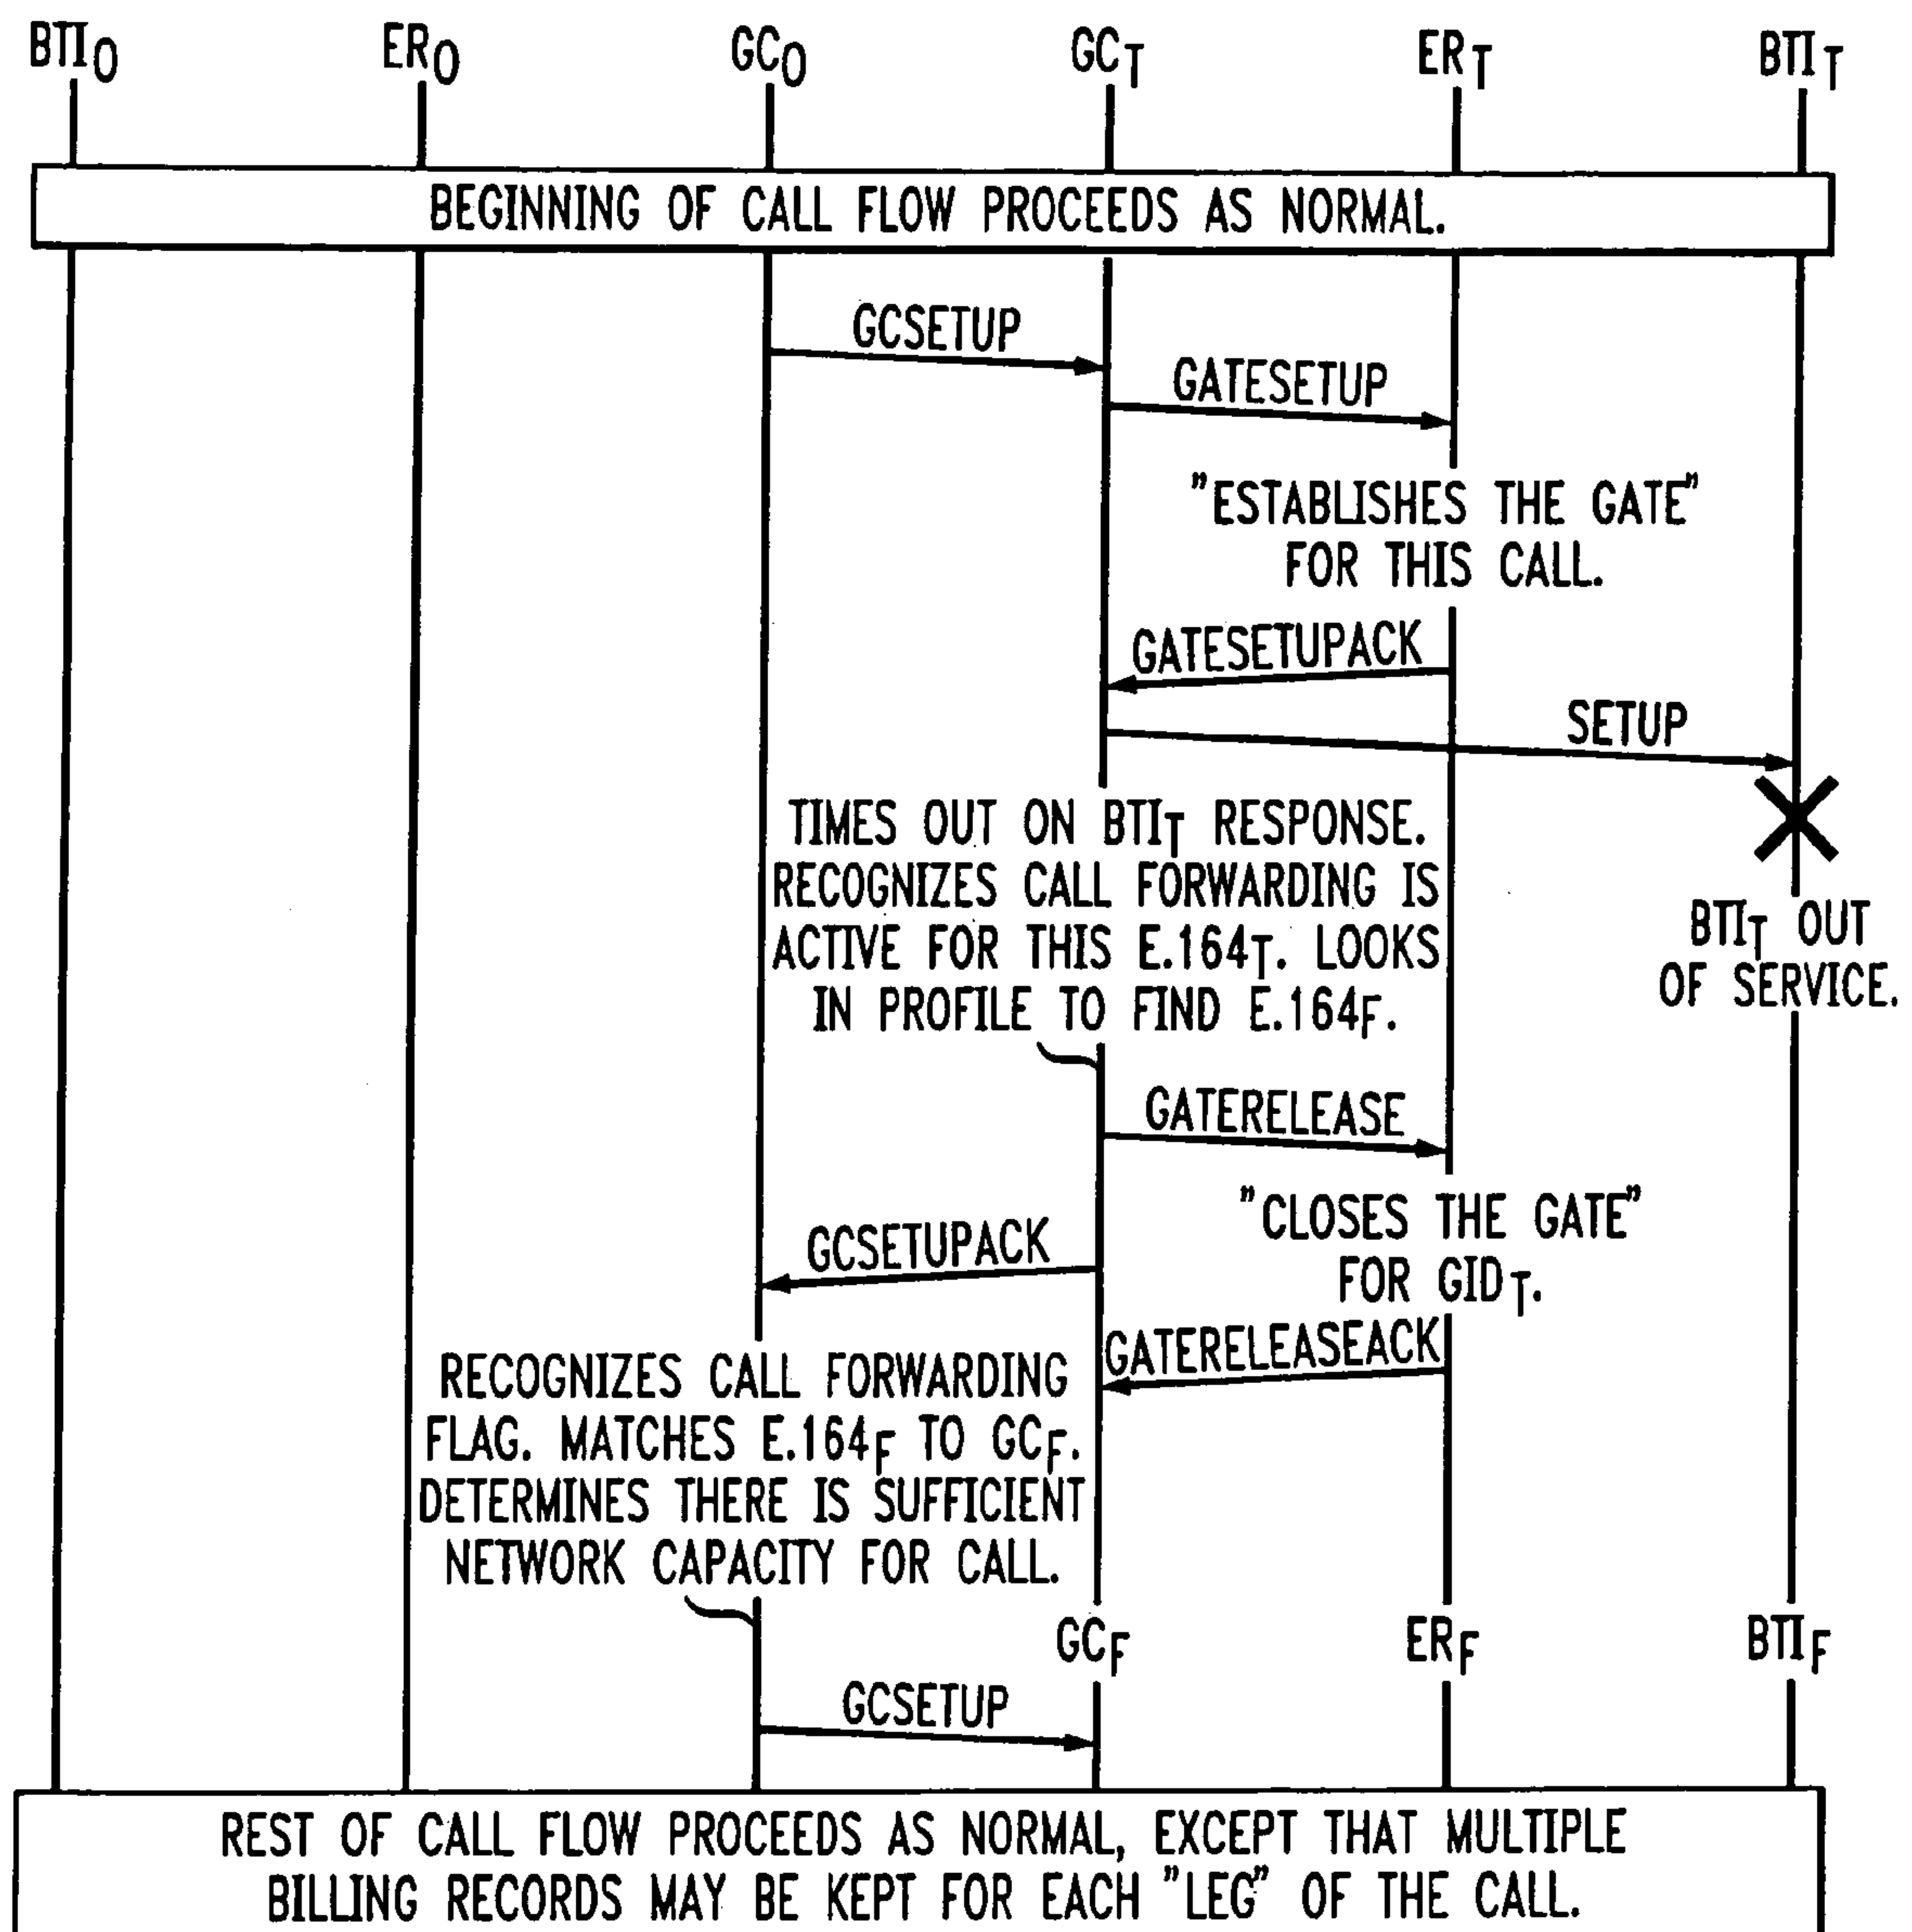 BTIO ERO GCO GCT ERT BTIT
BEGINNING OF CALL FLOW PROCEEDS AS NORMAL.
GCSETUP
GATESETUP
"ESTABLISHES THE GATE"
FOR THIS CALL.
GATESETUPACK
SETUP
TIMES OUT ON BTIT RESPONSE.
RECOGNIZES CALL FORWARDING IS
ACTIVE FOR THIS E.164T. LOOKS
IN PROFILE TO FIND E.164F.
BTIT OUT
OF SERVICE.
GATERELEASE
"CLOSES THE GATE"
FOR GIDT.
GCSETUPACK
GATERELEASEACK
RECOGNIZES CALL FORWARDING
FLAG. MATCHES E.164F TO GCF.
DETERMINES THERE IS SUFFICIENT
NETWORK CAPACITY FOR CALL.
GCF ERF BTIF
GCSETUP
REST OF CALL FLOW PROCEEDS AS NORMAL, EXCEPT THAT MULTIPLE
BILLING RECORDS MAY BE KEPT FOR EACH "LEG" OF THE CALL.